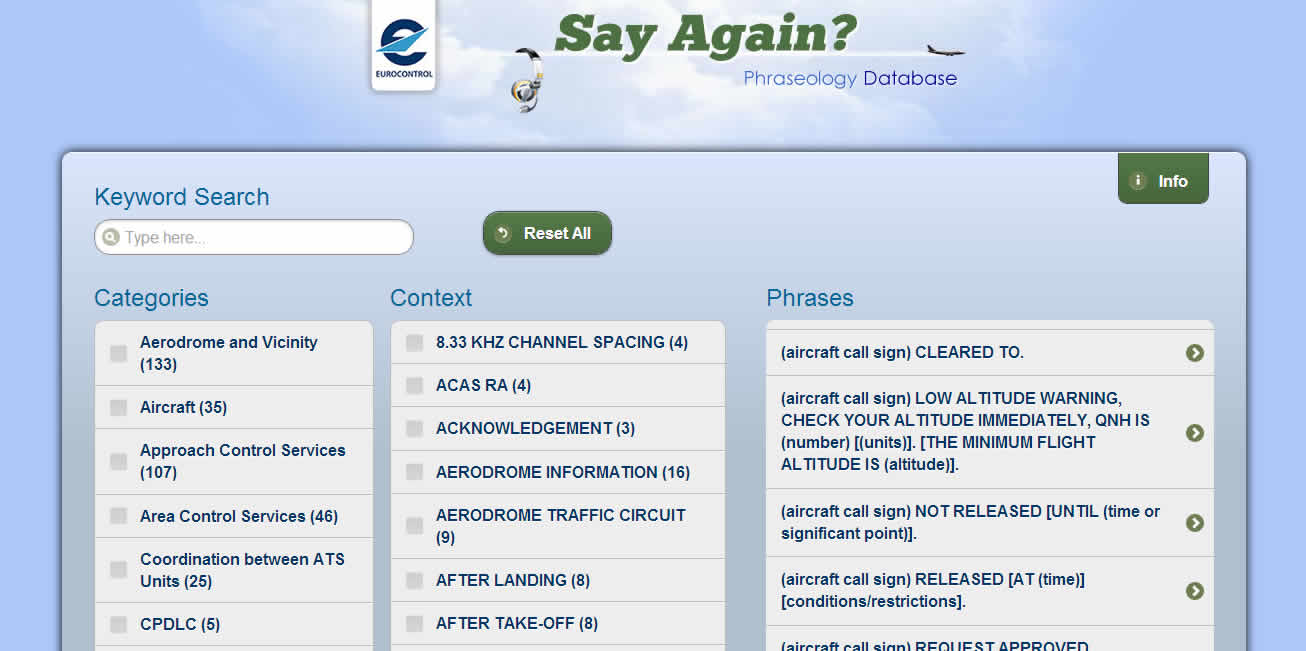 EUROCONTROL
Say Again?
Phraseology Database
Info
Keyword Search
Type here...
Reset All
Categories
Aerodrome and Vicinity
(133)
Aircraft (35)
Approach Control Services
(107)
Area Control Services (46)
Coordination between ATS
Units (25)
CPDLC (5)
Context
8.33 KHZ CHANNEL SPACING (4)
ACAS RA (4)
ACKNOWLEDGEMENT (3)
AERODROME INFORMATION (16)
AERODROME TRAFFIC CIRCUIT
(9)
AFTER LANDING (8)
AFTER TAKE-OFF (8)
Phrases
(aircraft call sign) CLEARED TO.
(aircraft call sign) LOW ALTITUDE WARNING,
CHECK YOUR ALTITUDE IMMEDIATELY, QNH IS
(number) [(units)]. [THE MINIMUM FLIGHT
ALTITUDE IS (altitude)].
(aircraft call sign) NOT RELEASED [UNTIL (time or
significant point)].
(aircraft call sign) RELEASED [AT (time)]
[conditions/restrictions].
(aircraft call sign) REQUEST APPROVED